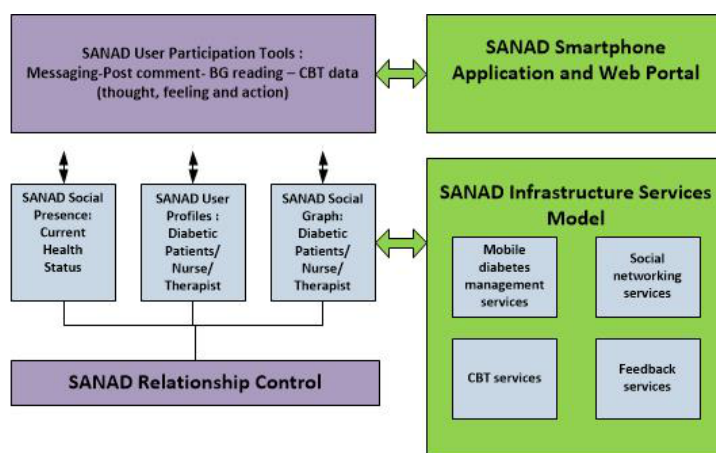 SANAD User Participation Tools :
Messaging-Post comment- BG reading – CBT data
(thought, feeling and action)
SANAD Smartphone
Application and Web Portal
SANAD Social
Presence:
Current
Health
Status
SANAD User
Profiles :
Diabetic
Patients/
Nurse/
Therapist
SANAD Social
Graph:
Diabetic
Patients/
Nurse/
Therapist
SANAD Relationship Control
SANAD Infrastructure Services
Model
Mobile
diabetes
management
services
Social
networking
services
CBT services
Feedback
services